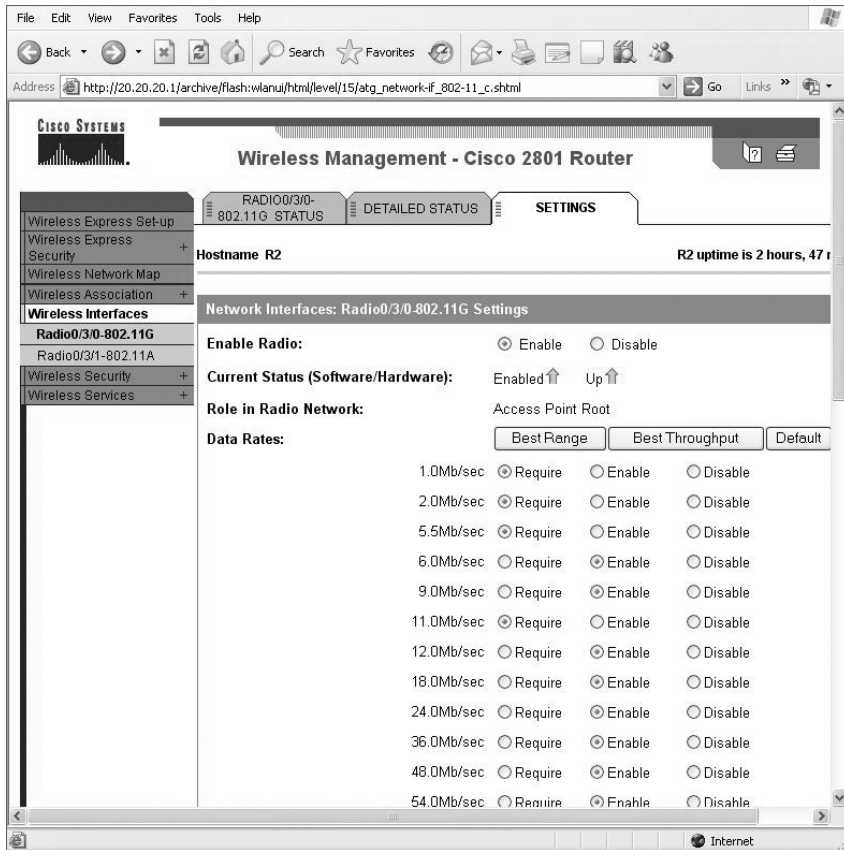 File Edit View Favorites Tools Help
Back Search Favorites
Address http://20.20.20.1/archive/flash:wlanui/html/level/15/atg_network-if_802-11_c.shtml Go Links »
CISCO SYSTEMS
Wireless Management - Cisco 2801 Router
RADIO0/3/0-
802.11G STATUS
DETAILED STATUS
SETTINGS
Wireless Express Set-up
Wireless Express
Security +
Wireless Network Map
Wireless Association +
Wireless Interfaces
Radio0/3/0-802.11G
Radio0/3/1-802.11A
Wireless Security +
Wireless Services +
Hostname R2 R2 uptime is 2 hours, 47
Network Interfaces: Radio0/3/0-802.11G Settings
Enable Radio: Enable Disable
Current Status (Software/Hardware): Enabled Up
Role in Radio Network: Access Point Root
Data Rates: Best Range Best Throughput Default
1.0Mb/sec Require Enable Disable
2.0Mb/sec Require Enable Disable
5.5Mb/sec Require Enable Disable
6.0Mb/sec Require Enable Disable
9.0Mb/sec Require Enable Disable
11.0Mb/sec Require Enable Disable
12.0Mb/sec Require Enable Disable
18.0Mb/sec Require Enable Disable
24.0Mb/sec Require Enable Disable
36.0Mb/sec Require Enable Disable
48.0Mb/sec Require Enable Disable
54.0Mb/sec Require Enable Disable
Internet